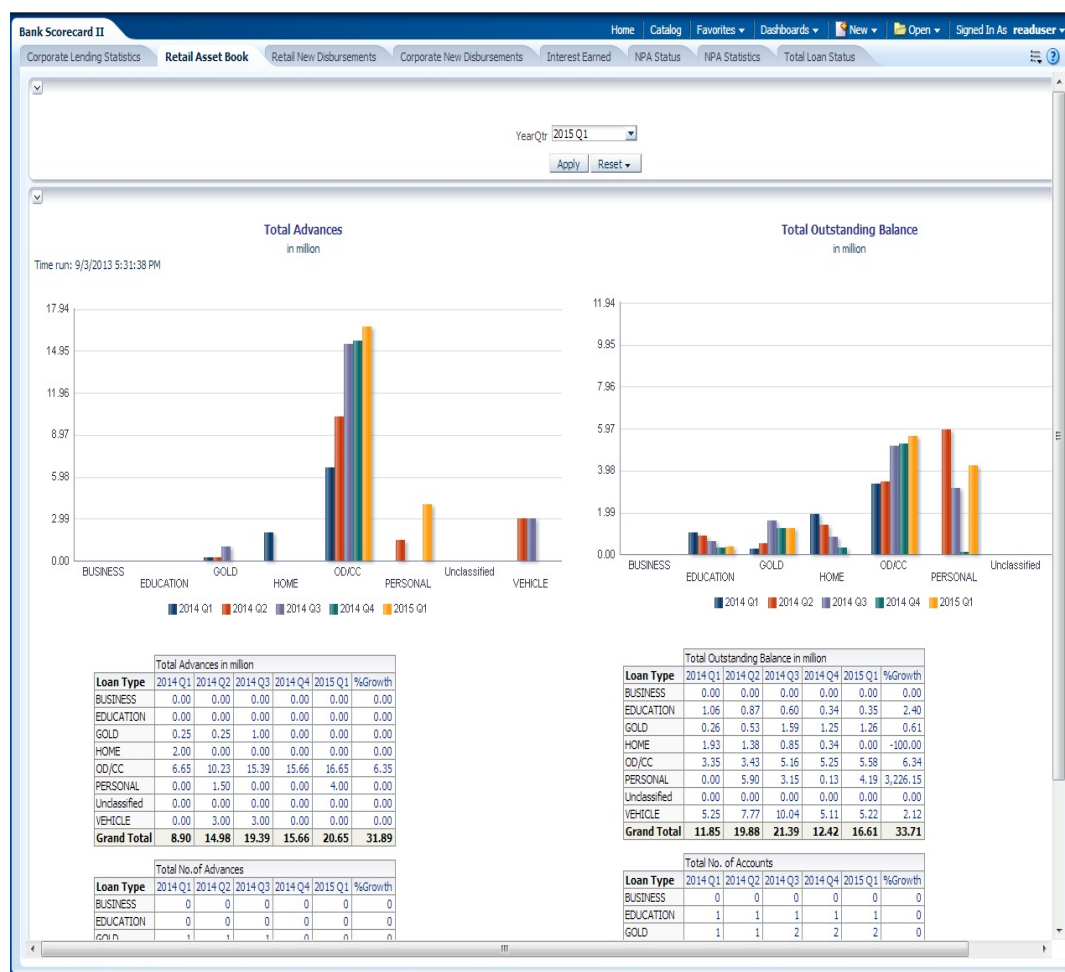 Bank Scorecard II
Home Catalog Favorites Dashboards New Open Signed In As readuser
Corporate Lending Statistics Retail Asset Book Retail New Disbursements Corporate New Disbursements Interest Earned NPA Status NPA Statistics Total Loan Status
YearQtr 2015 Q1
Apply Reset
Total Advances
in million
Time run: 9/3/2013 5:31:38 PM
17.94
14.95
11.96
8.97
5.98
2.99
0.00
BUSINESS EDUCATION GOLD HOME OD/CC PERSONAL Unclassified VEHICLE
2014 Q1 2014 Q2 2014 Q3 2014 Q4 2015 Q1
Total Outstanding Balance
in million
11.94
9.95
7.96
5.97
3.98
1.99
0.00
BUSINESS EDUCATION GOLD HOME OD/CC PERSONAL Unclassified
2014 Q1 2014 Q2 2014 Q3 2014 Q4 2015 Q1
Total Advances in million
Loan Type 2014 Q1 2014 Q2 2014 Q3 2014 Q4 2015 Q1 %Growth
BUSINESS 0.00 0.00 0.00 0.00 0.00 0.00
EDUCATION 0.00 0.00 0.00 0.00 0.00 0.00
GOLD 0.25 0.25 1.00 0.00 0.00 0.00
HOME 2.00 0.00 0.00 0.00 0.00 0.00
OD/CC 6.65 10.23 15.39 15.66 16.65 6.35
PERSONAL 0.00 1.50 0.00 0.00 4.00 0.00
Unclassified 0.00 0.00 0.00 0.00 0.00 0.00
VEHICLE 0.00 3.00 3.00 0.00 0.00 0.00
Grand Total 8.90 14.98 19.39 15.66 20.65 31.89
Total Outstanding Balance in million
Loan Type 2014 Q1 2014 Q2 2014 Q3 2014 Q4 2015 Q1 %Growth
BUSINESS 0.00 0.00 0.00 0.00 0.00 0.00
EDUCATION 1.06 0.87 0.60 0.34 0.35 2.40
GOLD 0.26 0.53 1.59 1.25 1.26 0.61
HOME 1.93 1.38 0.85 0.34 0.00 -100.00
OD/CC 3.35 3.43 5.16 5.25 5.58 6.34
PERSONAL 0.00 5.90 3.15 0.13 4.19 3,226.15
Unclassified 0.00 0.00 0.00 0.00 0.00 0.00
VEHICLE 5.25 7.77 10.04 5.11 5.22 2.12
Grand Total 11.85 19.88 21.39 12.42 16.61 33.71
Total No.of Advances
Loan Type 2014 Q1 2014 Q2 2014 Q3 2014 Q4 2015 Q1 %Growth
BUSINESS 0 0 0 0 0 0
EDUCATION 0 0 0 0 0 0
GOLD 1 1 1 0 0 0
Total No. of Accounts
Loan Type 2014 Q1 2014 Q2 2014 Q3 2014 Q4 2015 Q1 %Growth
BUSINESS 0 0 0 0 0 0
EDUCATION 1 1 1 1 1 0
GOLD 1 1 2 2 2 0